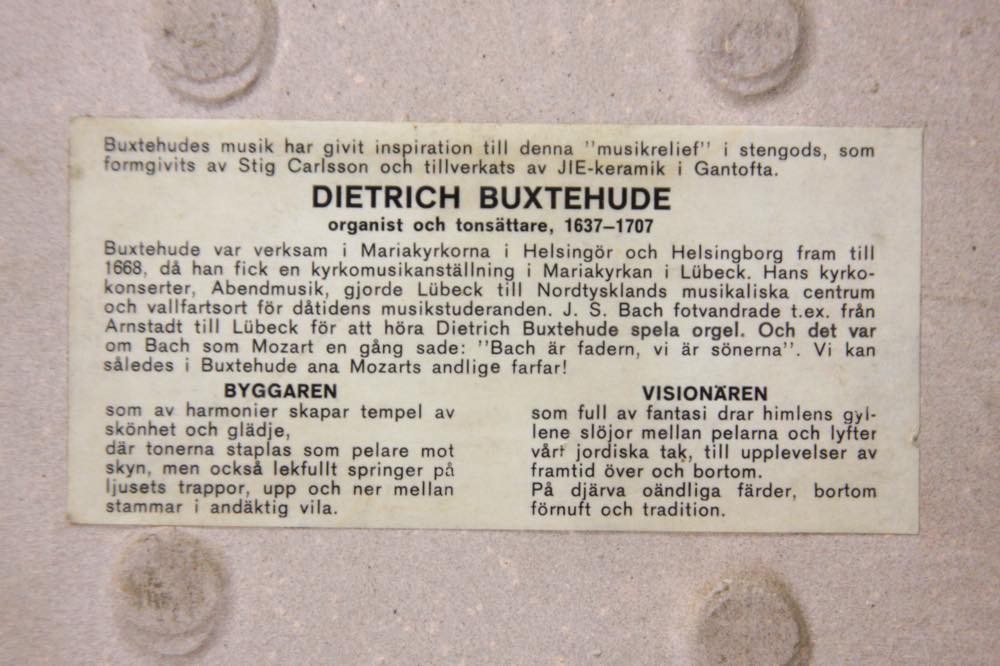 Buxtehudes musik har givit inspiration till denna "musikrelief" i stengods, som
formgivits av Stig Carlsson och tillverkats av JIE-keramik i Gantofta.
DIETRICH BUXTEHUDE
organist och tonsättare, 1637–1707
Buxtehude var verksam i Mariakyrkorna i Helsingör och Helsingborg fram till
1668, då han fick en kyrkomusikanställning i Mariakyrkan i Lübeck. Hans kyrko-
konserter, Abendmusik, gjorde Lübeck till Nordtysklands musikaliska centrum
och vallfartsort för dåtidens musikstuderanden. J. S. Bach fotvandrade t.ex. från
Arnstadt till Lübeck för att höra Dietrich Buxtehude spela orgel. Och det var
om Bach som Mozart en gång sade: "Bach är fadern, vi är sönerna". Vi kan
således i Buxtehude ana Mozarts andlige farfar!
BYGGAREN
som av harmonier skapar tempel av
skönhet och glädje,
där tonerna staplas som pelare mot
skyn, men också lekfullt springer på
ljusets trappor, upp och ner mellan
stammar i andäktig vila.
VISIONÄREN
som full av fantasi drar himlens gyl-
lene slöjor mellan pelarna och lyfter
vårt jordiska tak, till upplevelser av
framtid över och bortom.
På djärva oändliga färder, bortom
förnuft och tradition.